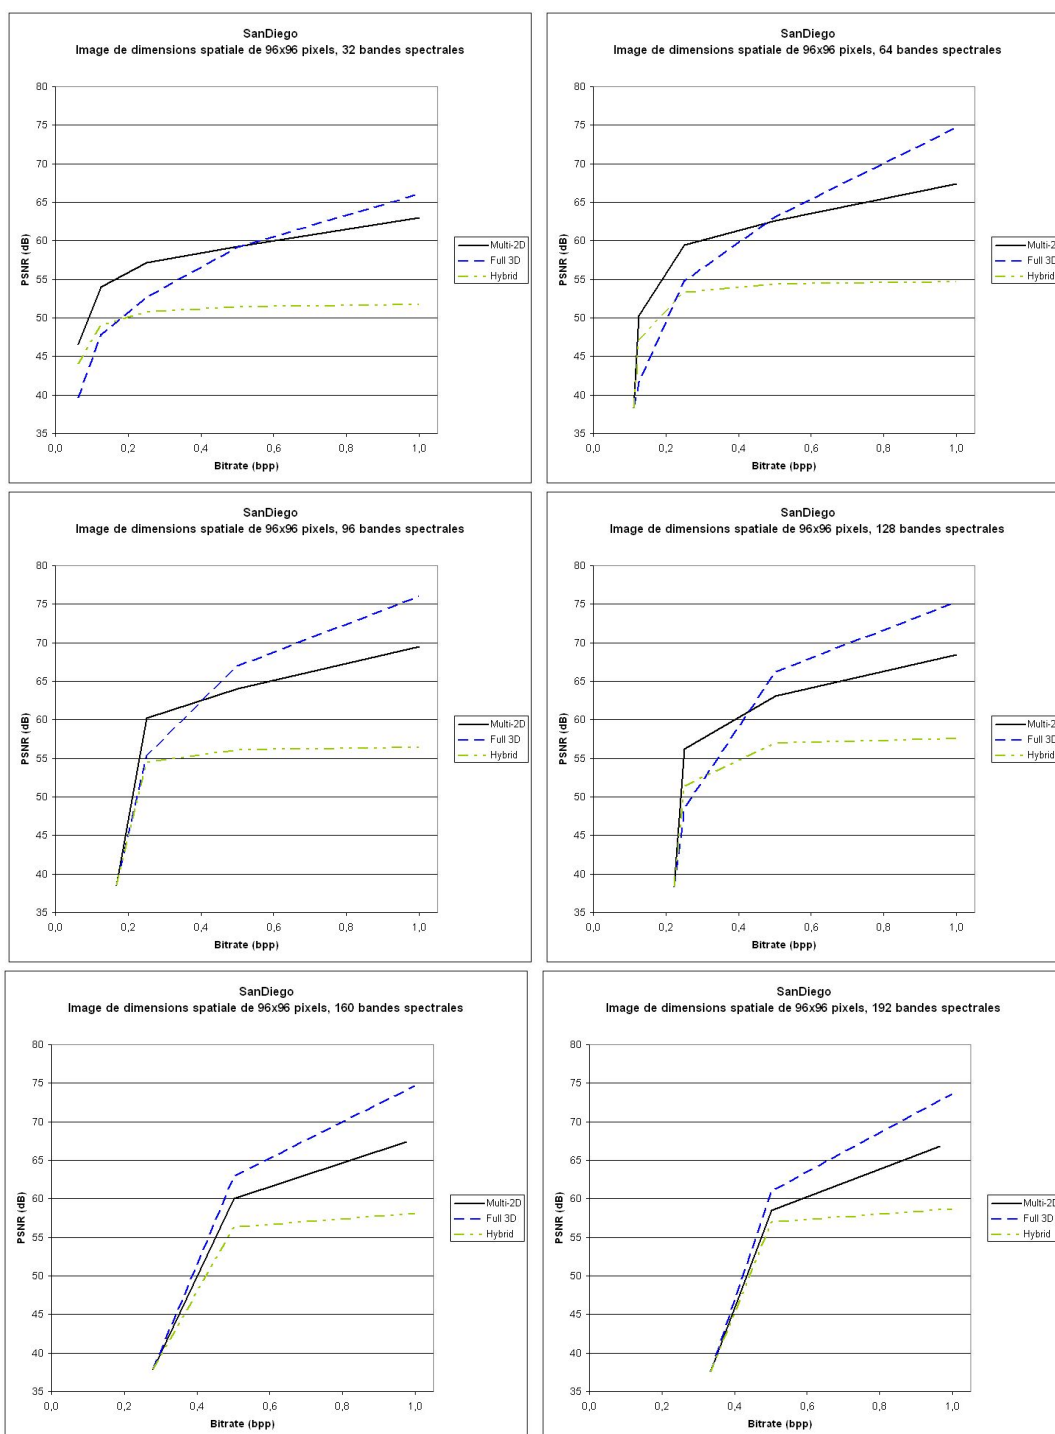 SanDiego
Image de dimensions spatiale de 96x96 pixels, 32 bandes spectrales
80
75
70
65
60
55
50
45
40
35
PSNR (dB)
0,0 0,2 0,4 0,6 0,8 1,0
Bitrate (bpp)
Multi-2D
Full 3D
Hybrid
SanDiego
Image de dimensions spatiale de 96x96 pixels, 64 bandes spectrales
80
75
70
65
60
55
50
45
40
35
PSNR (dB)
0,0 0,2 0,4 0,6 0,8 1,0
Bitrate (bpp)
Multi-2
Full 3D
Hybrid
SanDiego
Image de dimensions spatiale de 96x96 pixels, 96 bandes spectrales
80
75
70
65
60
55
50
45
40
35
PSNR (dB)
0,0 0,2 0,4 0,6 0,8 1,0
Bitrate (bpp)
Multi-2D
Full 3D
Hybrid
SanDiego
Image de dimensions spatiale de 96x96 pixels, 128 bandes spectrales
80
75
70
65
60
55
50
45
40
35
PSNR (dB)
0,0 0,2 0,4 0,6 0,8 1,0
Bitrate (bpp)
Multi-2
Full 3D
Hybrid
SanDiego
Image de dimensions spatiale de 96x96 pixels, 160 bandes spectrales
80
75
70
65
60
55
50
45
40
35
PSNR (dB)
0,0 0,2 0,4 0,6 0,8 1,0
Bitrate (bpp)
Multi-2D
Full 3D
Hybrid
SanDiego
Image de dimensions spatiale de 96x96 pixels, 192 bandes spectrales
80
75
70
65
60
55
50
45
40
35
PSNR (dB)
0,0 0,2 0,4 0,6 0,8 1,0
Bitrate (bpp)
Multi-2D
Full 3D
Hybrid